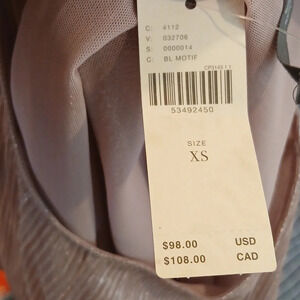 C: 4112
V: 032706
S: 0000014
C: BL MOTIF
53492450
SIZE
XS
$98.00 USD
$108.00 CAD